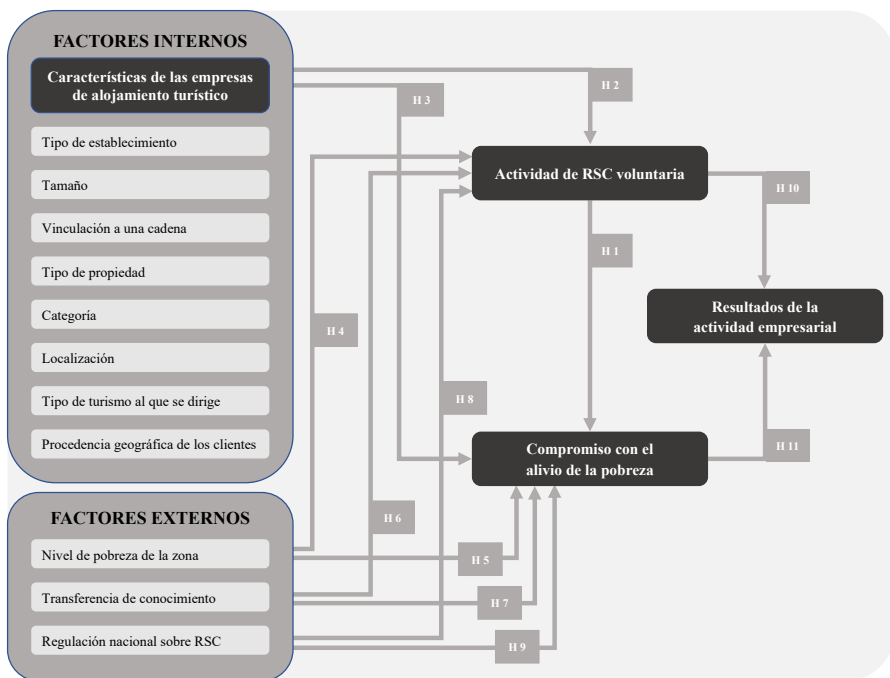 FACTORES INTERNOS
Características de las empresas
de alojamiento turístico
Tipo de establecimiento
Tamaño
Vinculación a una cadena
Tipo de propiedad
Categoría
Localización
Tipo de turismo al que se dirige
Procedencia geográfica de los clientes
FACTORES EXTERNOS
Nivel de pobreza de la zona
Transferencia de conocimiento
Regulación nacional sobre RSC
H 2
H 3
Actividad de RSC voluntaria
H 10
H 1
H 4
Resultados de la
actividad empresarial
H 8
Compromiso con el
alivio de la pobreza
H 11
H 6
H 5
H 7
H 9